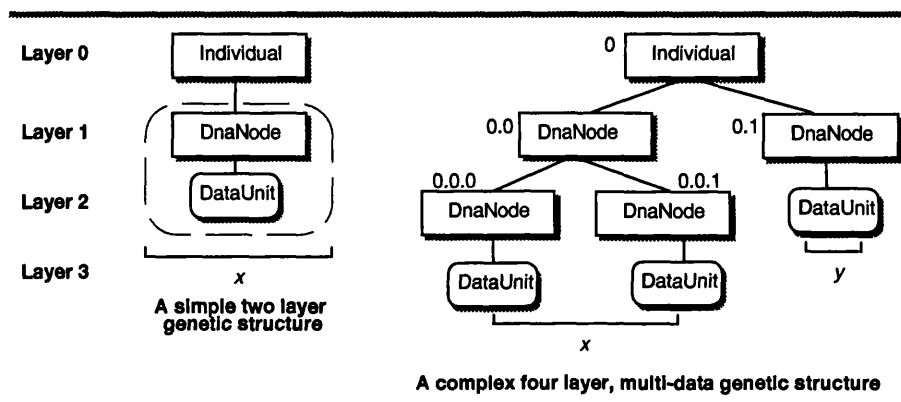 Layer 0
Individual
0
Individual
Layer 1
DnaNode
0.0
DnaNode
0.1
DnaNode
Layer 2
DataUnit
0.0.0
DnaNode
0.0.1
DnaNode
DataUnit
Layer 3
x
DataUnit
DataUnit
y
A simple two layer
genetic structure
x
A complex four layer, multi-data genetic structure